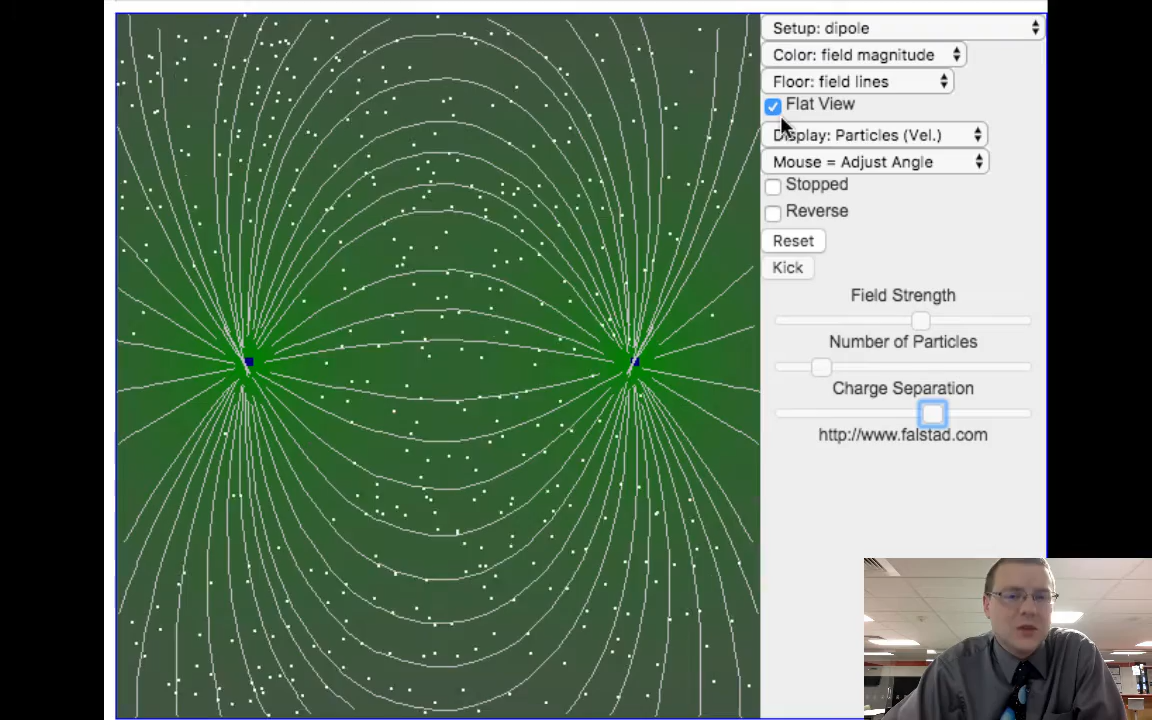 Setup: dipole
Color: field magnitude
Floor: field lines
Flat View
Display: Particles (Vel.)
Mouse = Adjust Angle
Stopped
Reverse
Reset
Kick
Field Strength
Number of Particles
Charge Separation
http://www.falstad.com